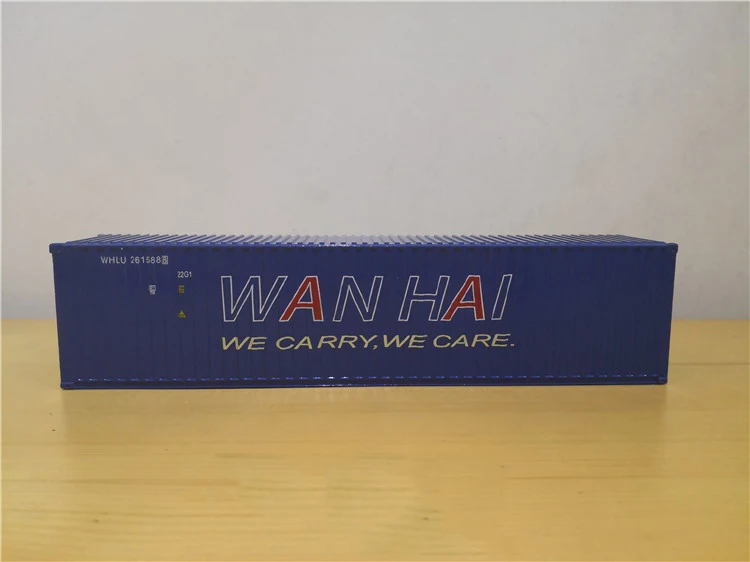 WHLU 261588
22G1
WAN HAI
WE CARRY, WE CARE.